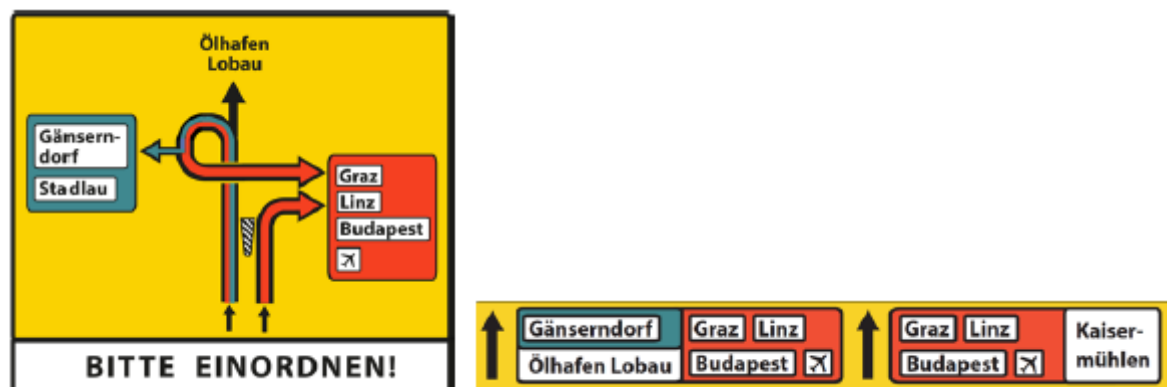 Ölhafen
Lobau
Gänsern-
dorf
Stadlau
Graz
Linz
Budapest
BITTE EINORDNEN!
Gänserndorf
Ölhafen Lobau
Graz Linz
Budapest
Graz Linz
Budapest
Kaiser-
mühlen